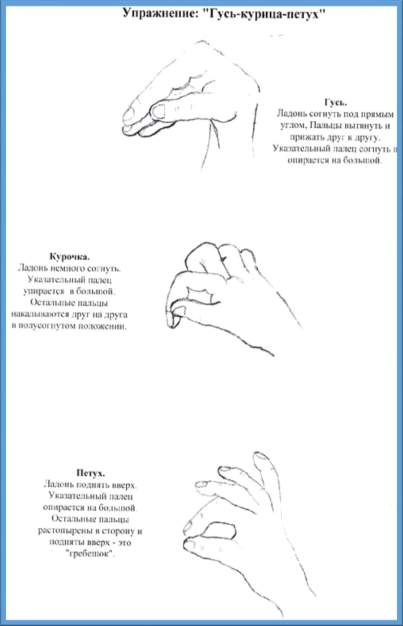 Упражнение: "Гусь-курица-петух"
Гусь.
Ладонь согнуть под прямым
углом, Пальцы вытянуть и
прижать друг к другу.
Указательный палец согнуть и
опирается на большой.
Курочка.
Ладонь немного согнуть.
Указательный палец
упирается в большой.
Остальные пальцы
накладываются друг на друга
в полусогнутом положении.
Петух.
Ладонь поднять вверх.
Указательный палец
опирается на большой.
Остальные пальцы
растопырены в сторону и
подняты вверх - это
"гребешок".